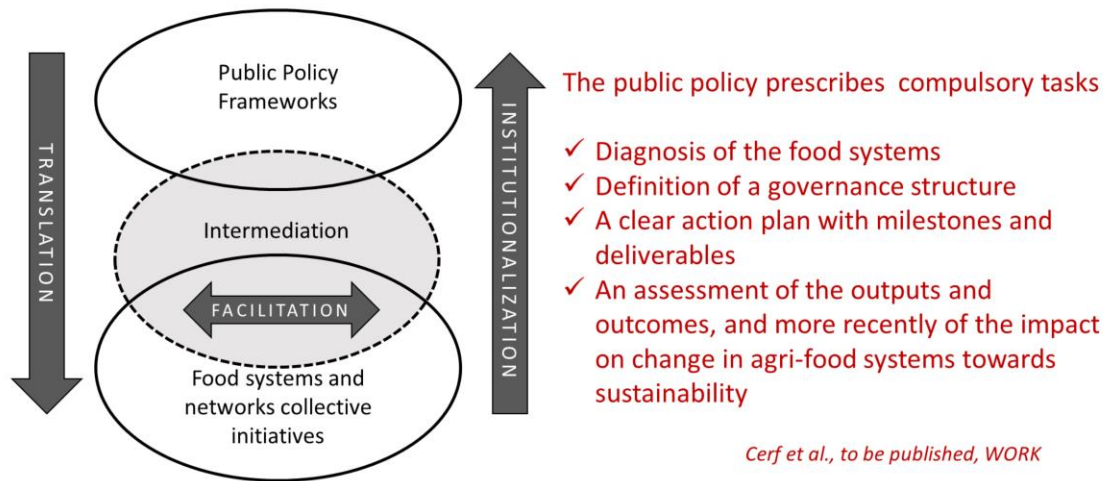 Public Policy
Frameworks
TRANSLATION
Intermediation
FACILITATION
Food systems and
networks collective
initiatives
INSTITUTIONALIZATION
The public policy prescribes compulsory tasks
✓ Diagnosis of the food systems
✓ Definition of a governance structure
✓ A clear action plan with milestones and
deliverables
✓ An assessment of the outputs and
outcomes, and more recently of the impact
on change in agri-food systems towards
sustainability
Cerf et al., to be published, WORK